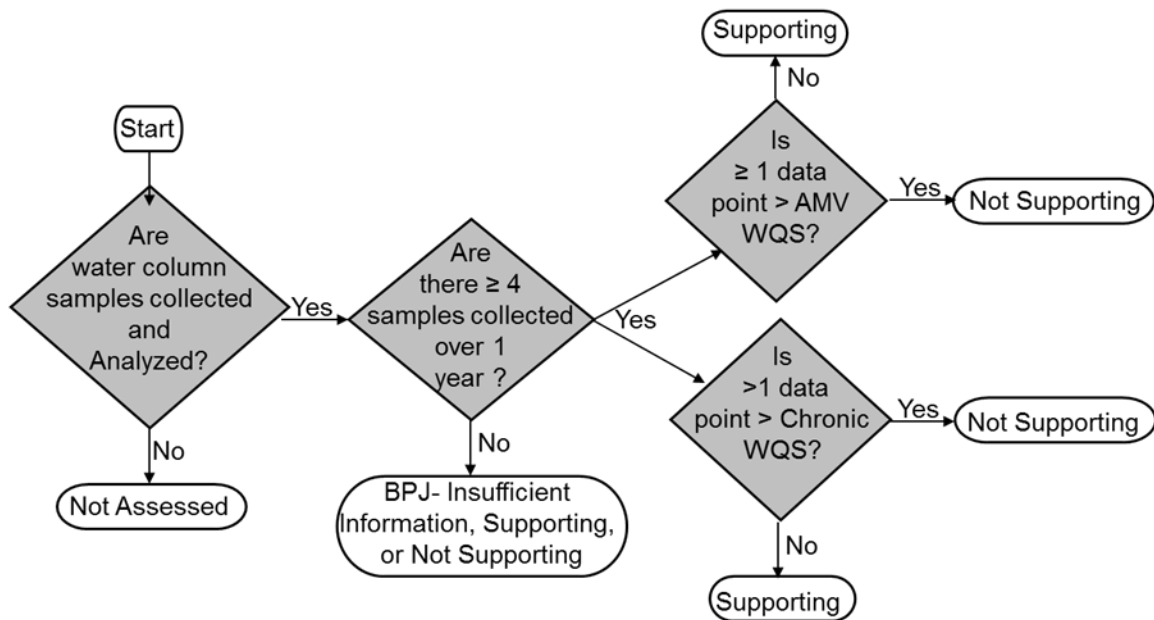 Start
Are
water column
samples collected
and
Analyzed?
Yes
No
Not Assessed
Are
there ≥ 4
samples collected
over 1
year ?
Yes
No
BPJ- Insufficient
Information, Supporting,
or Not Supporting
Supporting
No
Is
≥ 1 data
point > AMV
WQS?
Yes
Not Supporting
Is
>1 data
point > Chronic
WQS?
Yes
Not Supporting
No
Supporting